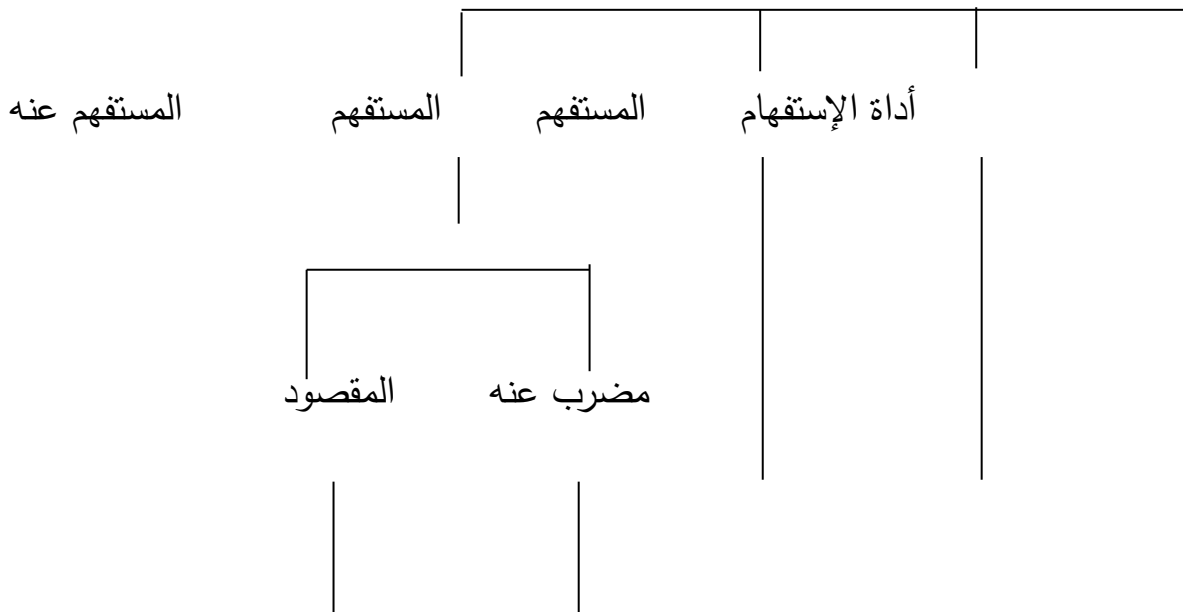 أداة الإستفهام المستفهم المستفهم المستفهم عنه
مضرب عنه المقصود